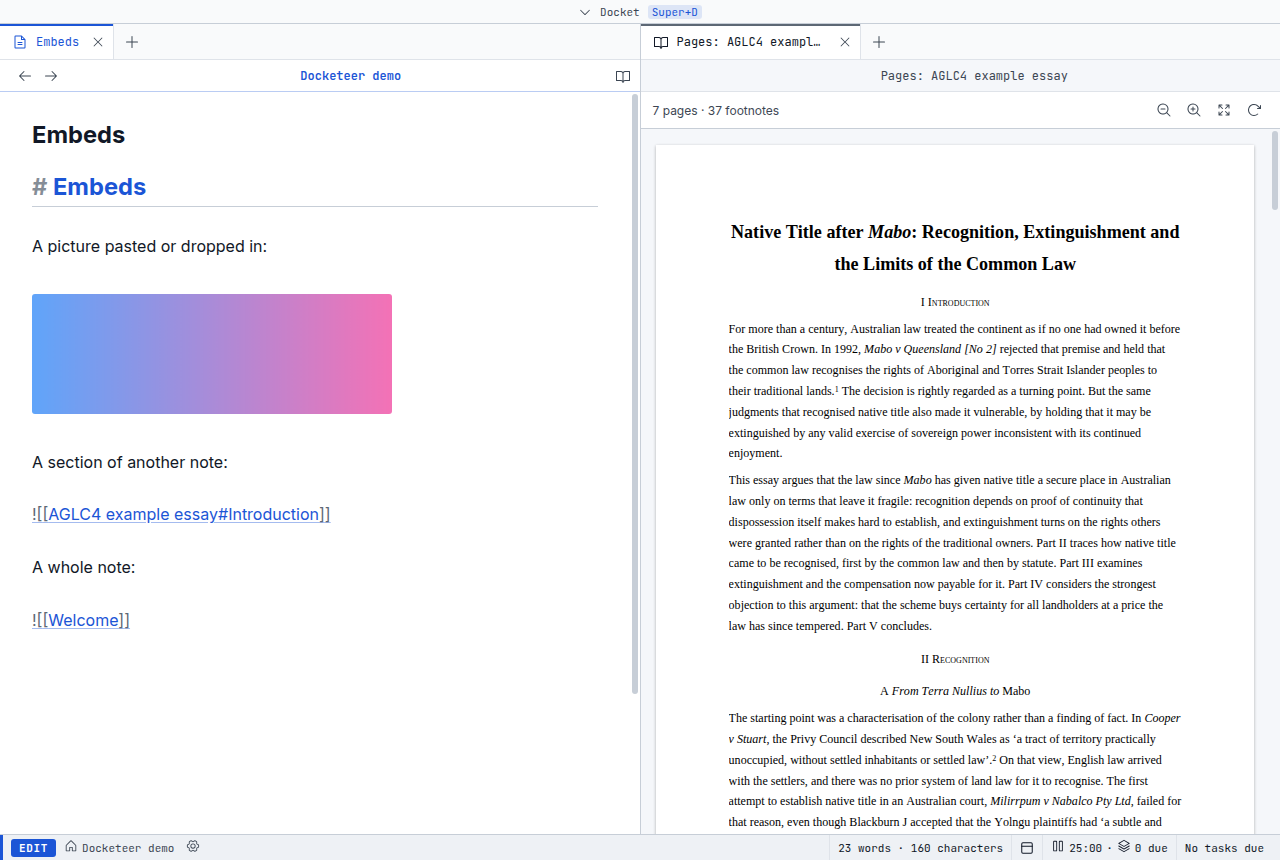 Docket Super+D
Embeds
Pages: AGLC4 exampl…
Docketeer demo
Pages: AGLC4 example essay
7 pages · 37 footnotes
Embeds
# Embeds
A picture pasted or dropped in:
A section of another note:
![[AGLC4 example essay#Introduction]]
A whole note:
![[Welcome]]
Native Title after Mabo: Recognition, Extinguishment and
the Limits of the Common Law
I Introduction
For more than a century, Australian law treated the continent as if no one had owned it before
the British Crown. In 1992, Mabo v Queensland [No 2] rejected that premise and held that
the common law recognises the rights of Aboriginal and Torres Strait Islander peoples to
their traditional lands.1 The decision is rightly regarded as a turning point. But the same
judgments that recognised native title also made it vulnerable, by holding that it may be
extinguished by any valid exercise of sovereign power inconsistent with its continued
enjoyment.
This essay argues that the law since Mabo has given native title a secure place in Australian
law only on terms that leave it fragile: recognition depends on proof of continuity that
dispossession itself makes hard to establish, and extinguishment turns on the rights others
were granted rather than on the rights of the traditional owners. Part II traces how native title
came to be recognised, first by the common law and then by statute. Part III examines
extinguishment and the compensation now payable for it. Part IV considers the strongest
objection to this argument: that the scheme buys certainty for all landholders at a price the
law has since tempered. Part V concludes.
II Recognition
A From Terra Nullius to Mabo
The starting point was a characterisation of the colony rather than a finding of fact. In Cooper
v Stuart, the Privy Council described New South Wales as ‘a tract of territory practically
unoccupied, without settled inhabitants or settled law’.2 On that view, English law arrived
with the settlers, and there was no prior system of land law for it to recognise. The first
attempt to establish native title in an Australian court, Milirrpum v Nabalco Pty Ltd, failed for
that reason, even though Blackburn J accepted that the Yolngu plaintiffs had ‘a subtle and
EDIT Docketeer demo
23 words · 160 characters
25:00 · 0 due
No tasks due